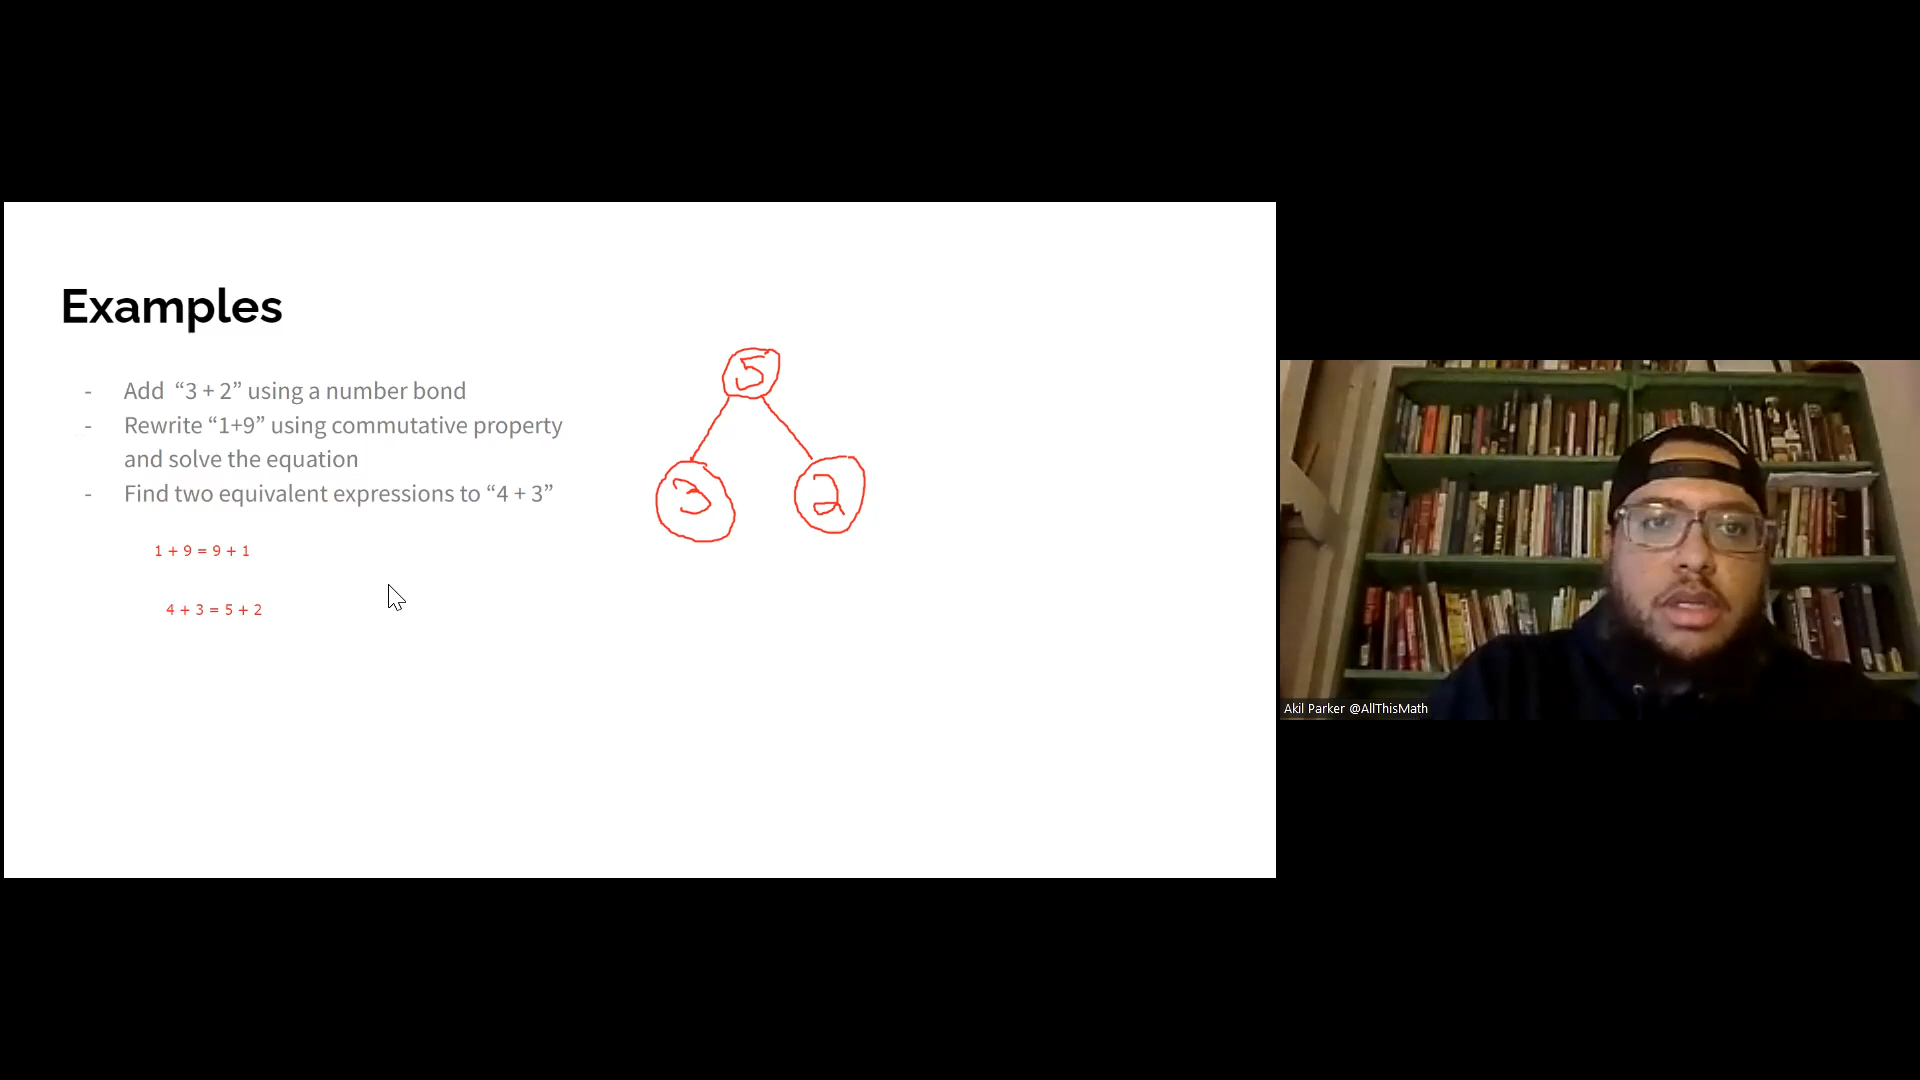 Examples
- Add “3 + 2” using a number bond
- Rewrite “1+9” using commutative property
and solve the equation
- Find two equivalent expressions to “4 + 3”
1 + 9 = 9 + 1
4 + 3 = 5 + 2
5
3 2
Akil Parker @AllThisMath